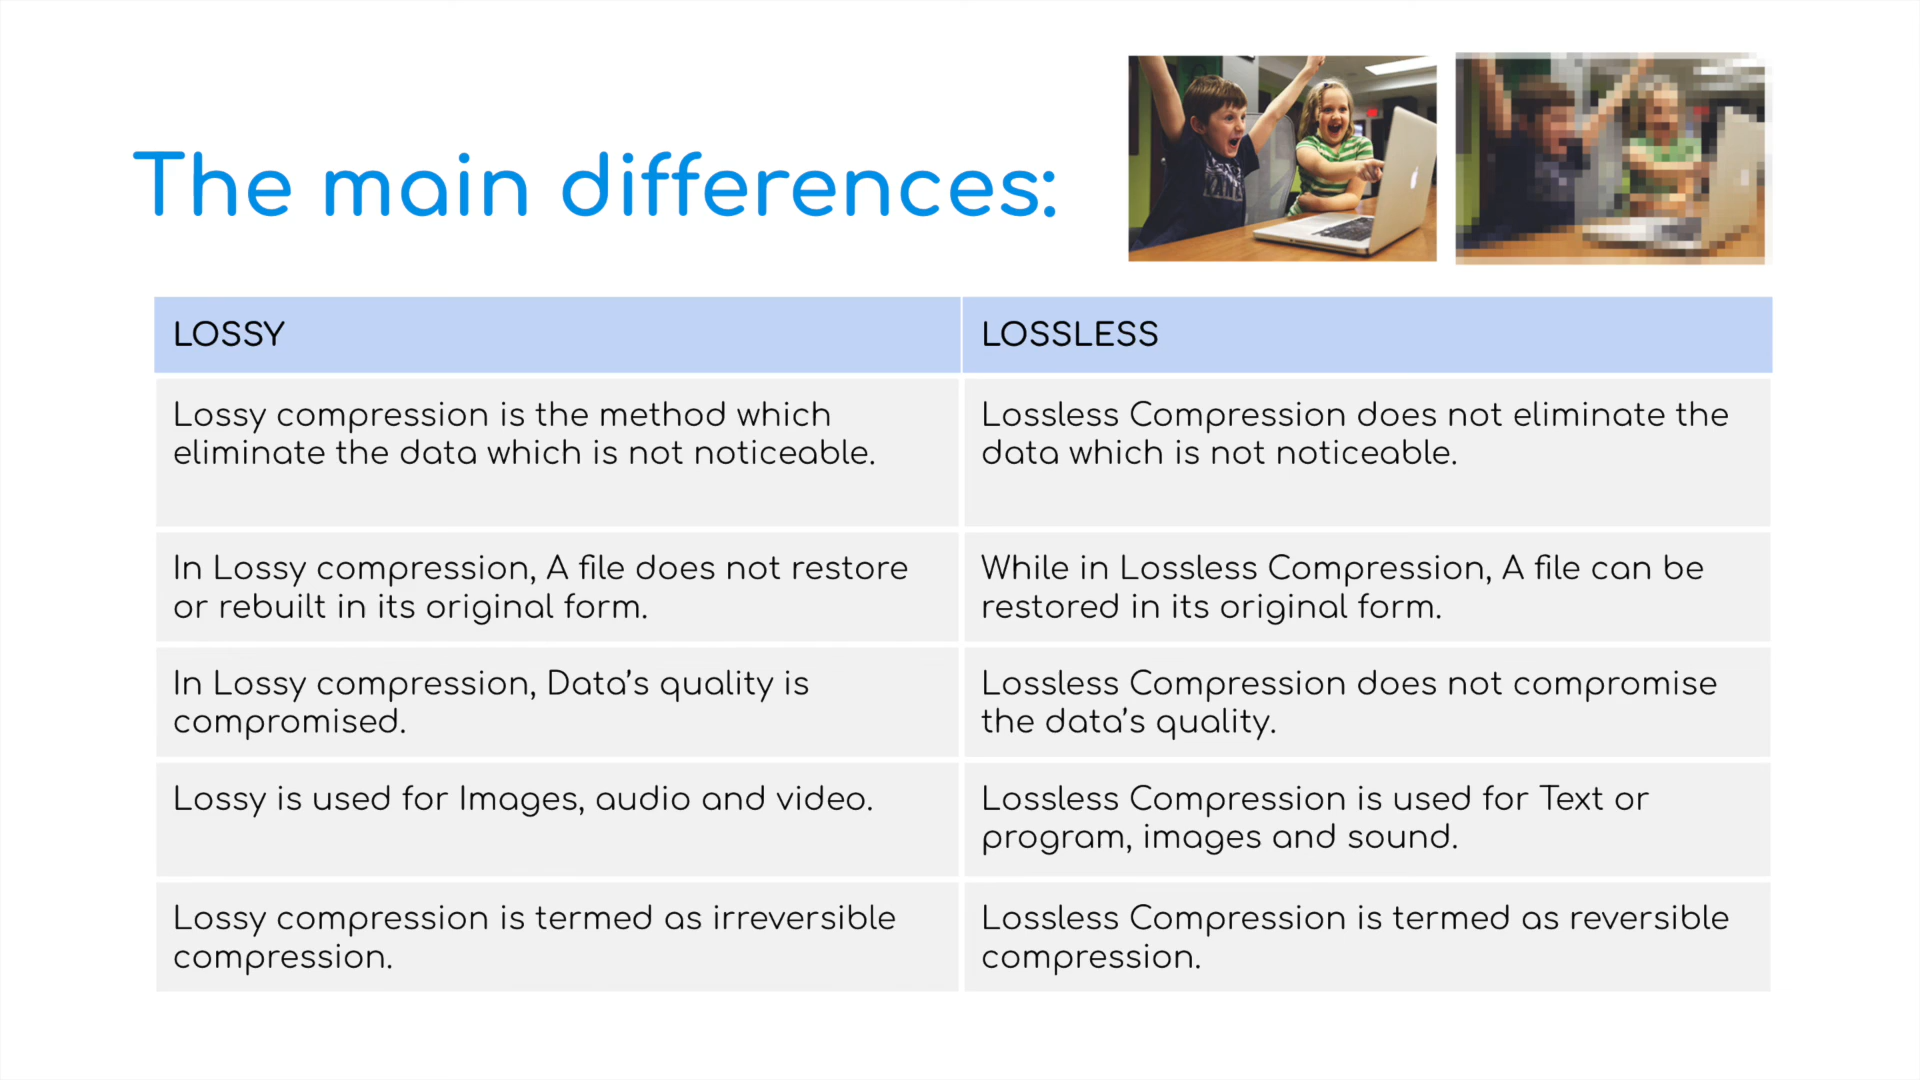 The main differences:
LOSSY
LOSSLESS
Lossy compression is the method which
eliminate the data which is not noticeable.
Lossless Compression does not eliminate the
data which is not noticeable.
In Lossy compression, A file does not restore
or rebuilt in its original form.
While in Lossless Compression, A file can be
restored in its original form.
In Lossy compression, Data’s quality is
compromised.
Lossless Compression does not compromise
the data’s quality.
Lossy is used for Images, audio and video.
Lossless Compression is used for Text or
program, images and sound.
Lossy compression is termed as irreversible
compression.
Lossless Compression is termed as reversible
compression.